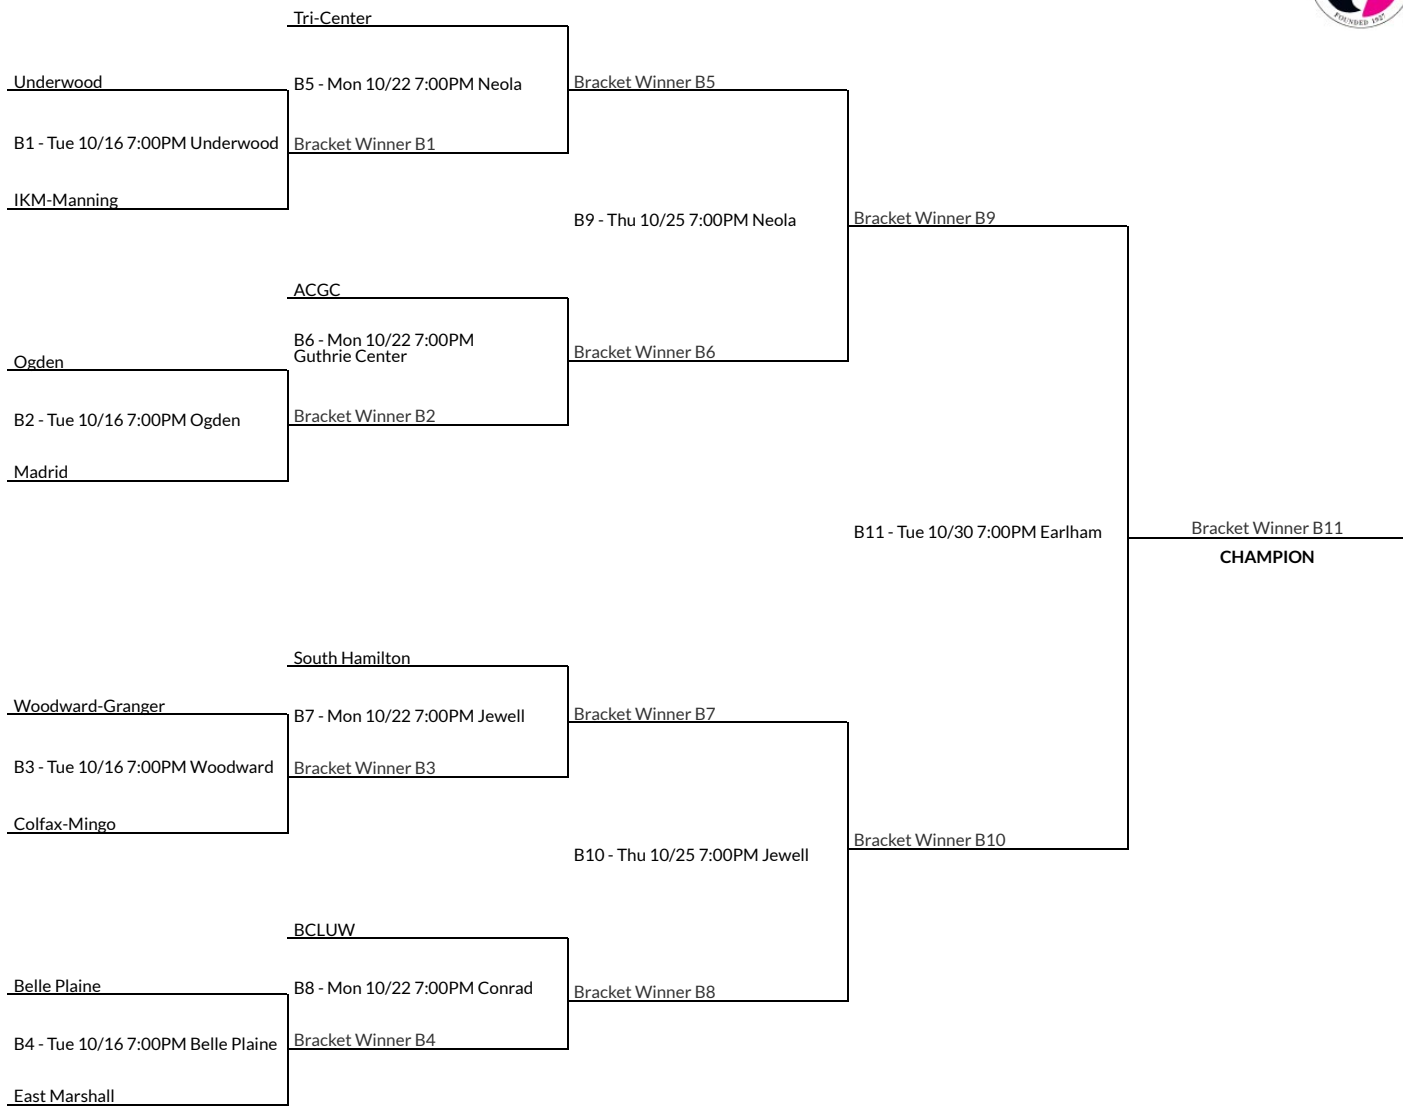 FOUNDED 1927
Tri-Center
Underwood
B5 - Mon 10/22 7:00PM Neola
Bracket Winner B5
B1 - Tue 10/16 7:00PM Underwood
Bracket Winner B1
IKM-Manning
B9 - Thu 10/25 7:00PM Neola
Bracket Winner B9
ACGC
B6 - Mon 10/22 7:00PM
Guthrie Center
Bracket Winner B6
Ogden
B2 - Tue 10/16 7:00PM Ogden
Bracket Winner B2
Madrid
B11 - Tue 10/30 7:00PM Earlham
Bracket Winner B11
CHAMPION
South Hamilton
Woodward-Granger
B7 - Mon 10/22 7:00PM Jewell
Bracket Winner B7
B3 - Tue 10/16 7:00PM Woodward
Bracket Winner B3
Colfax-Mingo
B10 - Thu 10/25 7:00PM Jewell
Bracket Winner B10
BCLUW
Belle Plaine
B8 - Mon 10/22 7:00PM Conrad
Bracket Winner B8
B4 - Tue 10/16 7:00PM Belle Plaine
Bracket Winner B4
East Marshall